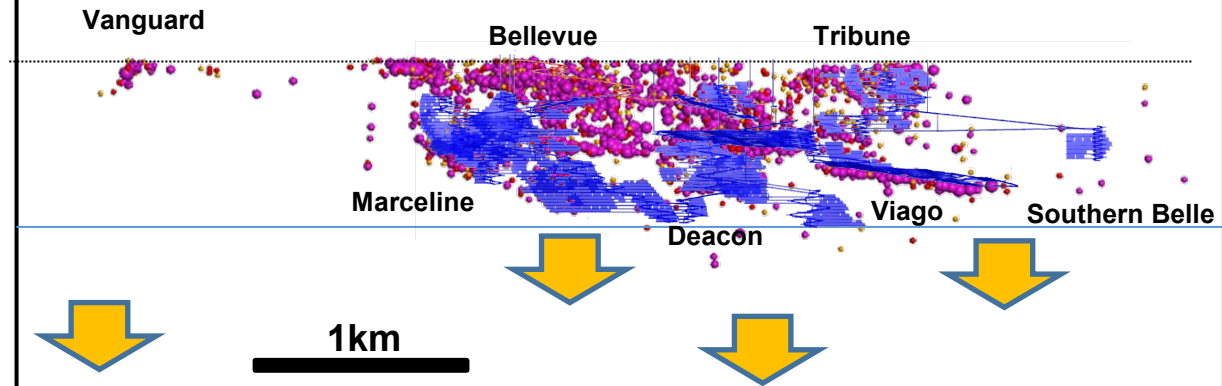 Vanguard
Bellevue
Tribune
Marceline
Viago
Southern Belle
Deacon
1km